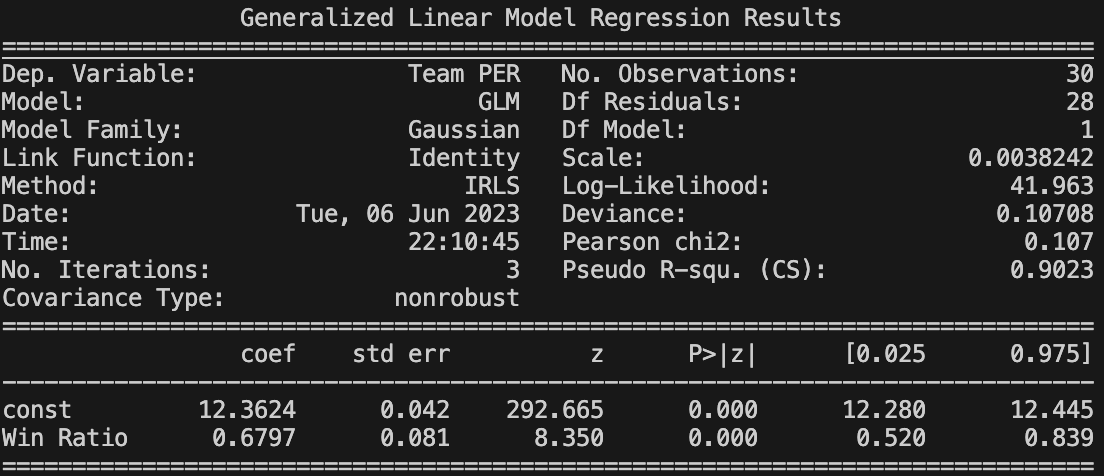 Generalized Linear Model Regression Results
==============================================================================
Dep. Variable:               Team PER   No. Observations:                   30
Model:                            GLM   Df Residuals:                       28
Model Family:                Gaussian   Df Model:                            1
Link Function:               Identity   Scale:                       0.0038242
Method:                          IRLS   Log-Likelihood:                 41.963
Date:                Tue, 06 Jun 2023   Deviance:                      0.10708
Time:                        22:10:45   Pearson chi2:                    0.107
No. Iterations:                     3   Pseudo R-squ. (CS):             0.9023
Covariance Type:            nonrobust
==============================================================================
                 coef    std err          z      P>|z|      [0.025      0.975]
------------------------------------------------------------------------------
const         12.3624      0.042    292.665      0.000      12.280      12.445
Win Ratio      0.6797      0.081      8.350      0.000       0.520       0.839
==============================================================================